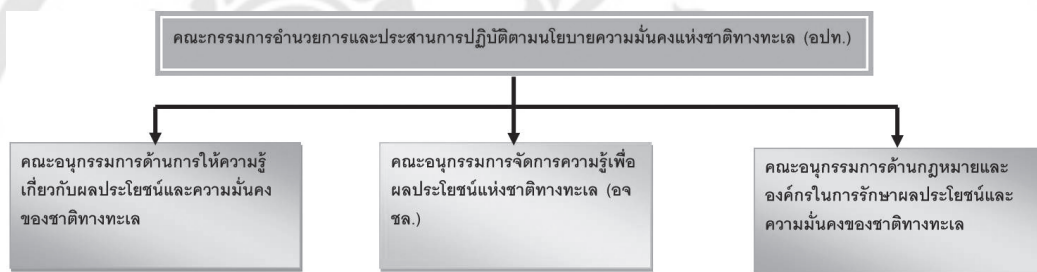 คณะกรรมการอำนวยการและประสานการปฏิบัติตามนโยบายความมั่นคงแห่งชาติทางทะเล (อปท.)
คณะอนุกรรมการด้านการให้ความรู้
เกี่ยวกับผลประโยชน์และความมั่นคง
ของชาติทางทะเล
คณะอนุกรรมการจัดการความรู้เพื่อ
ผลประโยชน์แห่งชาติทางทะเล (อจ
ชล.)
คณะอนุกรรมการด้านกฎหมายและ
องค์กรในการรักษาผลประโยชน์และ
ความมั่นคงของชาติทางทะเล